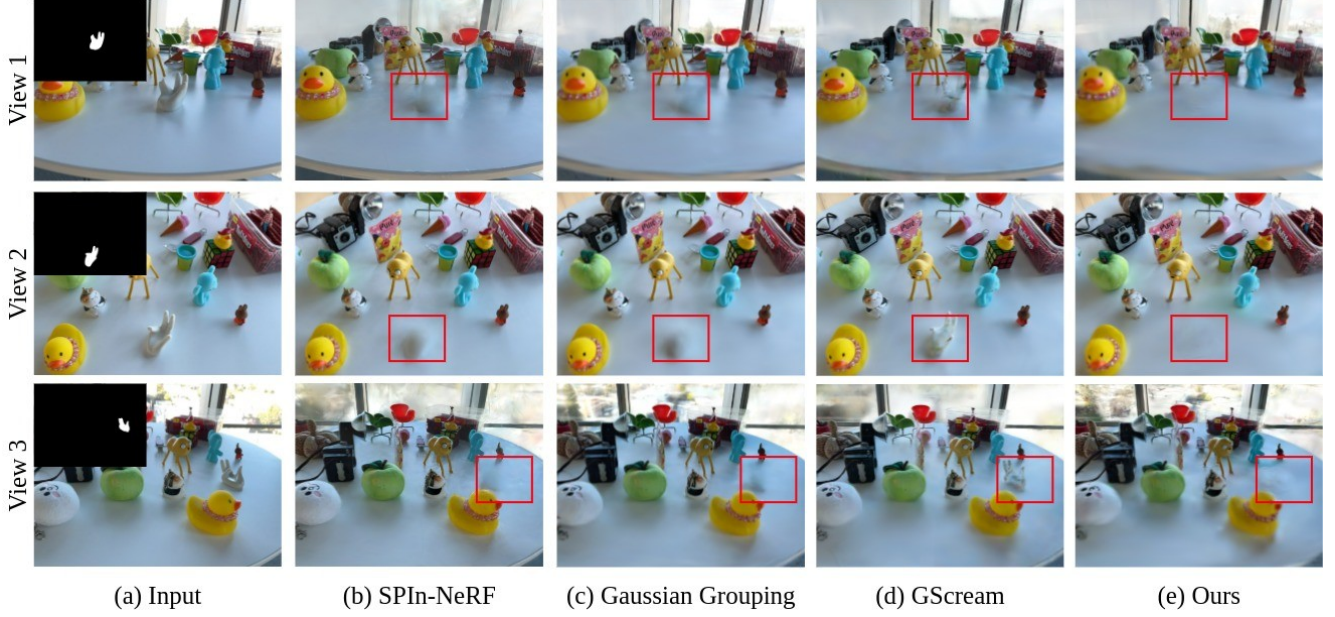 View 1
View 2
View 3
(a) Input
(b) SPIn-NeRF
(c) Gaussian Grouping
(d) GScream
(e) Ours